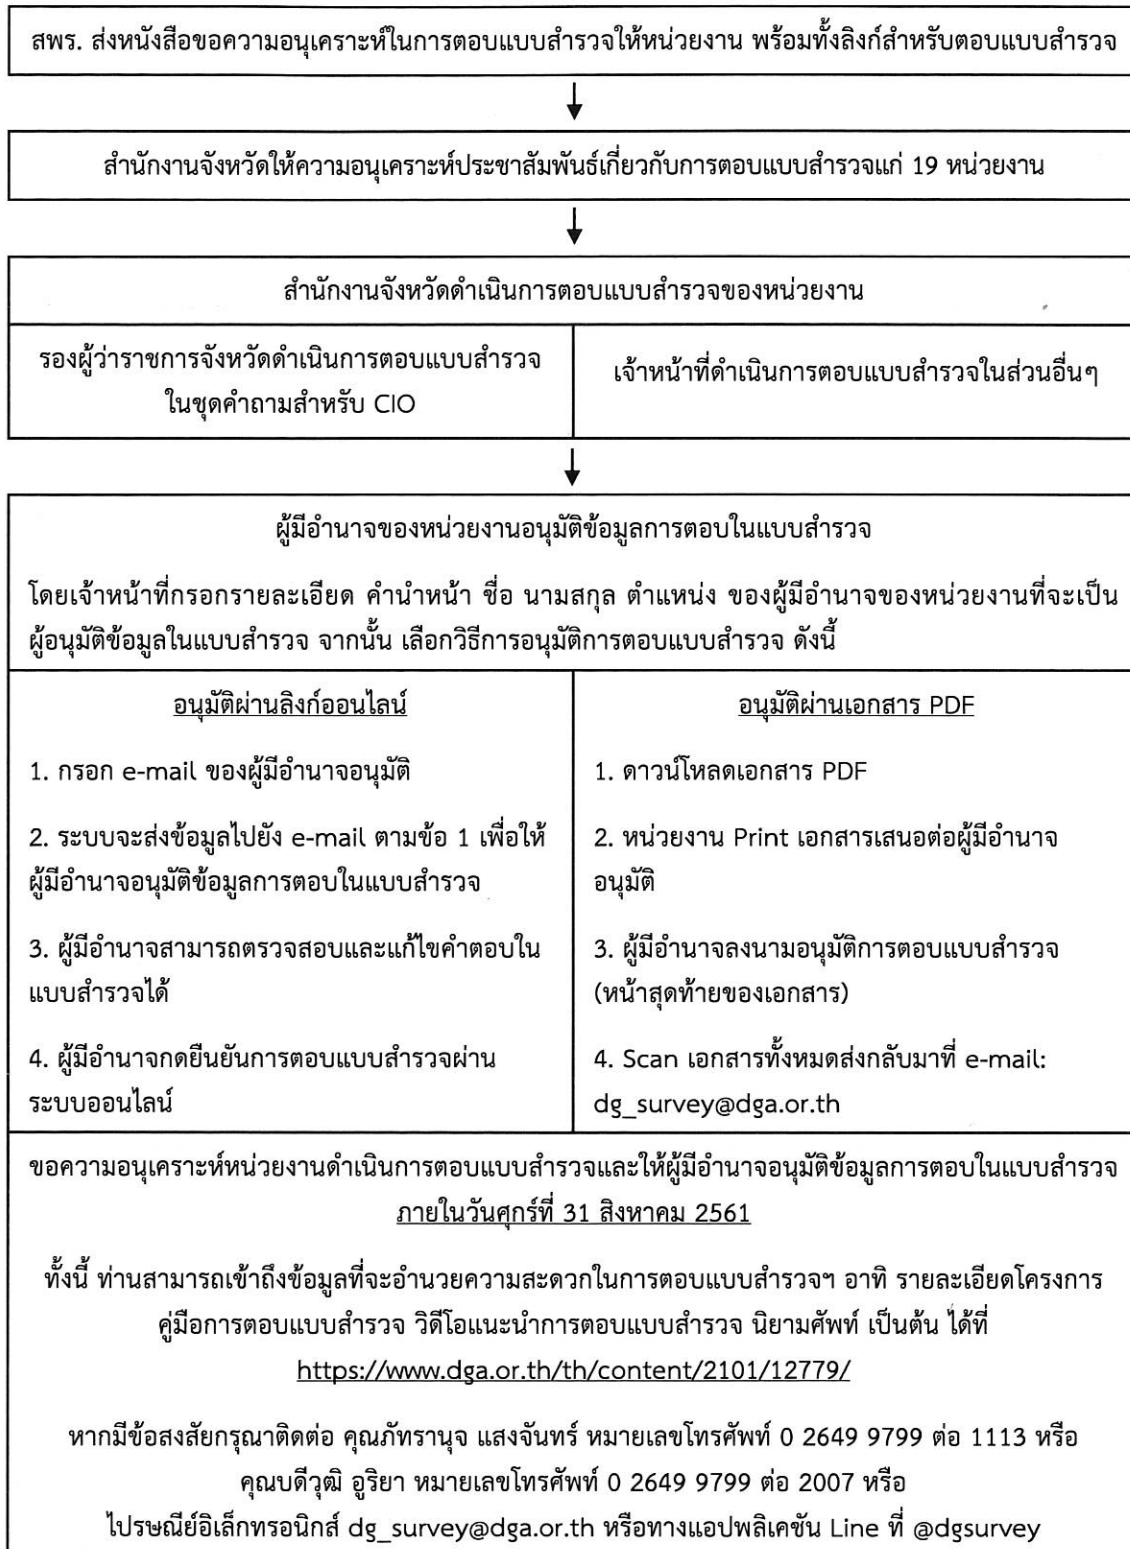 สพร. ส่งหนังสือขอความอนุเคราะห์ในการตอบแบบสำรวจให้หน่วยงาน พร้อมทั้งลิงก์สำหรับตอบแบบสำรวจ
สำนักงานจังหวัดให้ความอนุเคราะห์ประชาสัมพันธ์เกี่ยวกับการตอบแบบสำรวจแก่ 19 หน่วยงาน
สำนักงานจังหวัดดำเนินการตอบแบบสำรวจของหน่วยงาน
รองผู้ว่าราชการจังหวัดดำเนินการตอบแบบสำรวจ
ในชุดคำถามสำหรับ CIO
เจ้าหน้าที่ดำเนินการตอบแบบสำรวจในส่วนอื่นๆ
ผู้มีอำนาจของหน่วยงานอนุมัติข้อมูลการตอบในแบบสำรวจ
โดยเจ้าหน้าที่กรอกรายละเอียด คำนำหน้า ชื่อ นามสกุล ตำแหน่ง ของผู้มีอำนาจของหน่วยงานที่จะเป็น
ผู้อนุมัติข้อมูลในแบบสำรวจ จากนั้น เลือกวิธีการอนุมัติการตอบแบบสำรวจ ดังนี้
อนุมัติผ่านลิงก์ออนไลน์
1. กรอก e-mail ของผู้มีอำนาจอนุมัติ
2. ระบบจะส่งข้อมูลไปยัง e-mail ตามข้อ 1 เพื่อให้
ผู้มีอำนาจอนุมัติข้อมูลการตอบในแบบสำรวจ
3. ผู้มีอำนาจสามารถตรวจสอบและแก้ไขคำตอบใน
แบบสำรวจได้
4. ผู้มีอำนาจกดยืนยันการตอบแบบสำรวจผ่าน
ระบบออนไลน์
อนุมัติผ่านเอกสาร PDF
1. ดาวน์โหลดเอกสาร PDF
2. หน่วยงาน Print เอกสารเสนอต่อผู้มีอำนาจ
อนุมัติ
3. ผู้มีอำนาจลงนามอนุมัติการตอบแบบสำรวจ
(หน้าสุดท้ายของเอกสาร)
4. Scan เอกสารทั้งหมดส่งกลับมาที่ e-mail:
dg_survey@dga.or.th
ขอความอนุเคราะห์หน่วยงานดำเนินการตอบแบบสำรวจและให้ผู้มีอำนาจอนุมัติข้อมูลการตอบในแบบสำรวจ
ภายในวันศุกร์ที่ 31 สิงหาคม 2561
ทั้งนี้ ท่านสามารถเข้าถึงข้อมูลที่จะอำนวยความสะดวกในการตอบแบบสำรวจฯ อาทิ รายละเอียดโครงการ
คู่มือการตอบแบบสำรวจ วิดีโอแนะนำการตอบแบบสำรวจ นิยามศัพท์ เป็นต้น ได้ที่
https://www.dga.or.th/th/content/2101/12779/
หากมีข้อสงสัยกรุณาติดต่อ คุณภัทรานุจ แสงจันทร์ หมายเลขโทรศัพท์ 0 2649 9799 ต่อ 1113 หรือ
คุณบดีวุฒิ อูริยา หมายเลขโทรศัพท์ 0 2649 9799 ต่อ 2007 หรือ
ไปรษณีย์อิเล็กทรอนิกส์ dg_survey@dga.or.th หรือทางแอปพลิเคชัน Line ที่ @dgsurvey